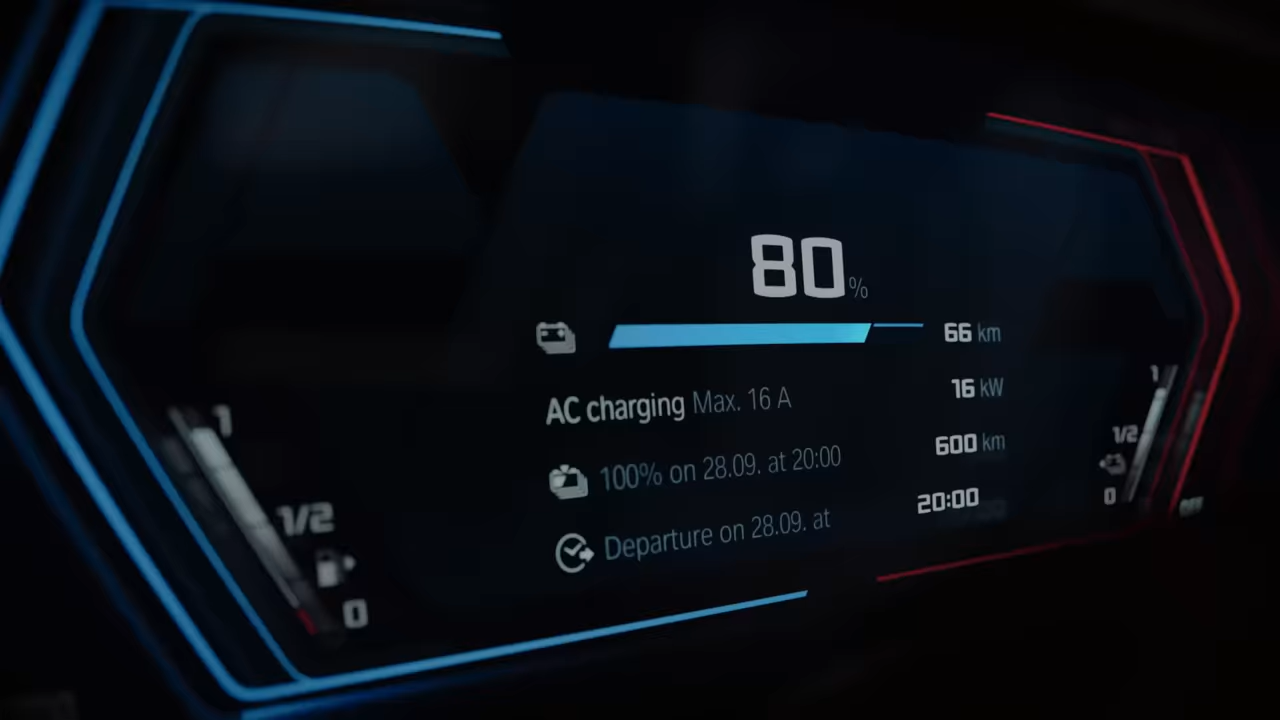 80 %
66 km
AC charging Max. 16 A
16 kW
100% on 28.09. at 20:00
600 km
Departure on 28.09. at
20:00
1
1/2
0
1
1/2
0
OFF